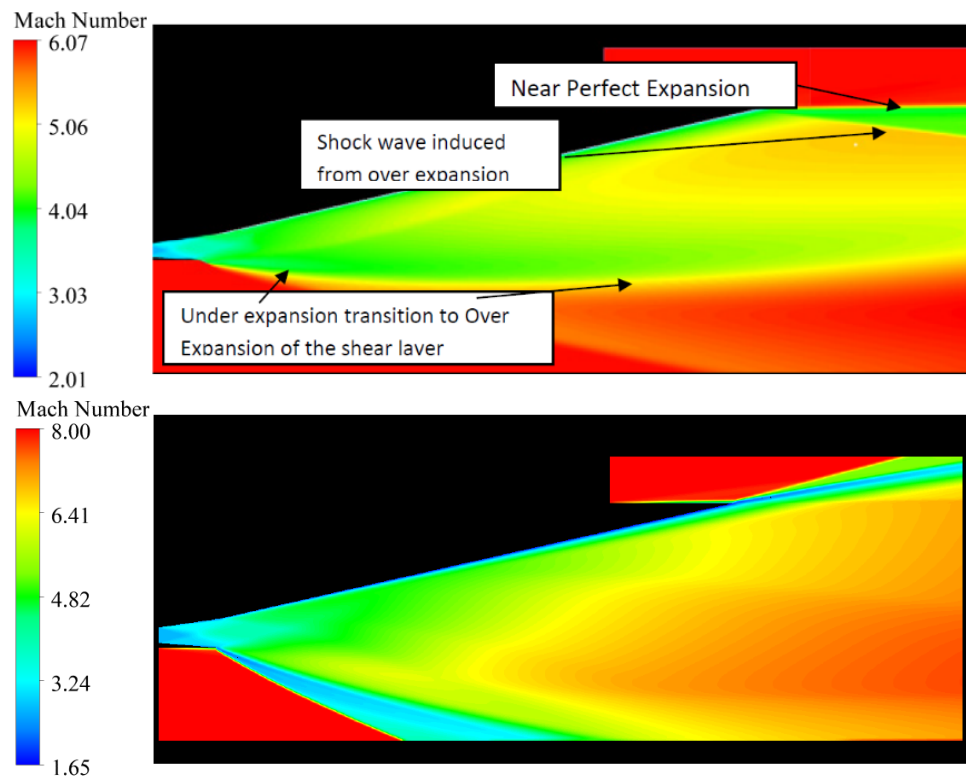 Mach Number
6.07
5.06
4.04
3.03
2.01
Near Perfect Expansion
Shock wave induced
from over expansion
Under expansion transition to Over
Expansion of the shear layer
Mach Number
8.00
6.41
4.82
3.24
1.65